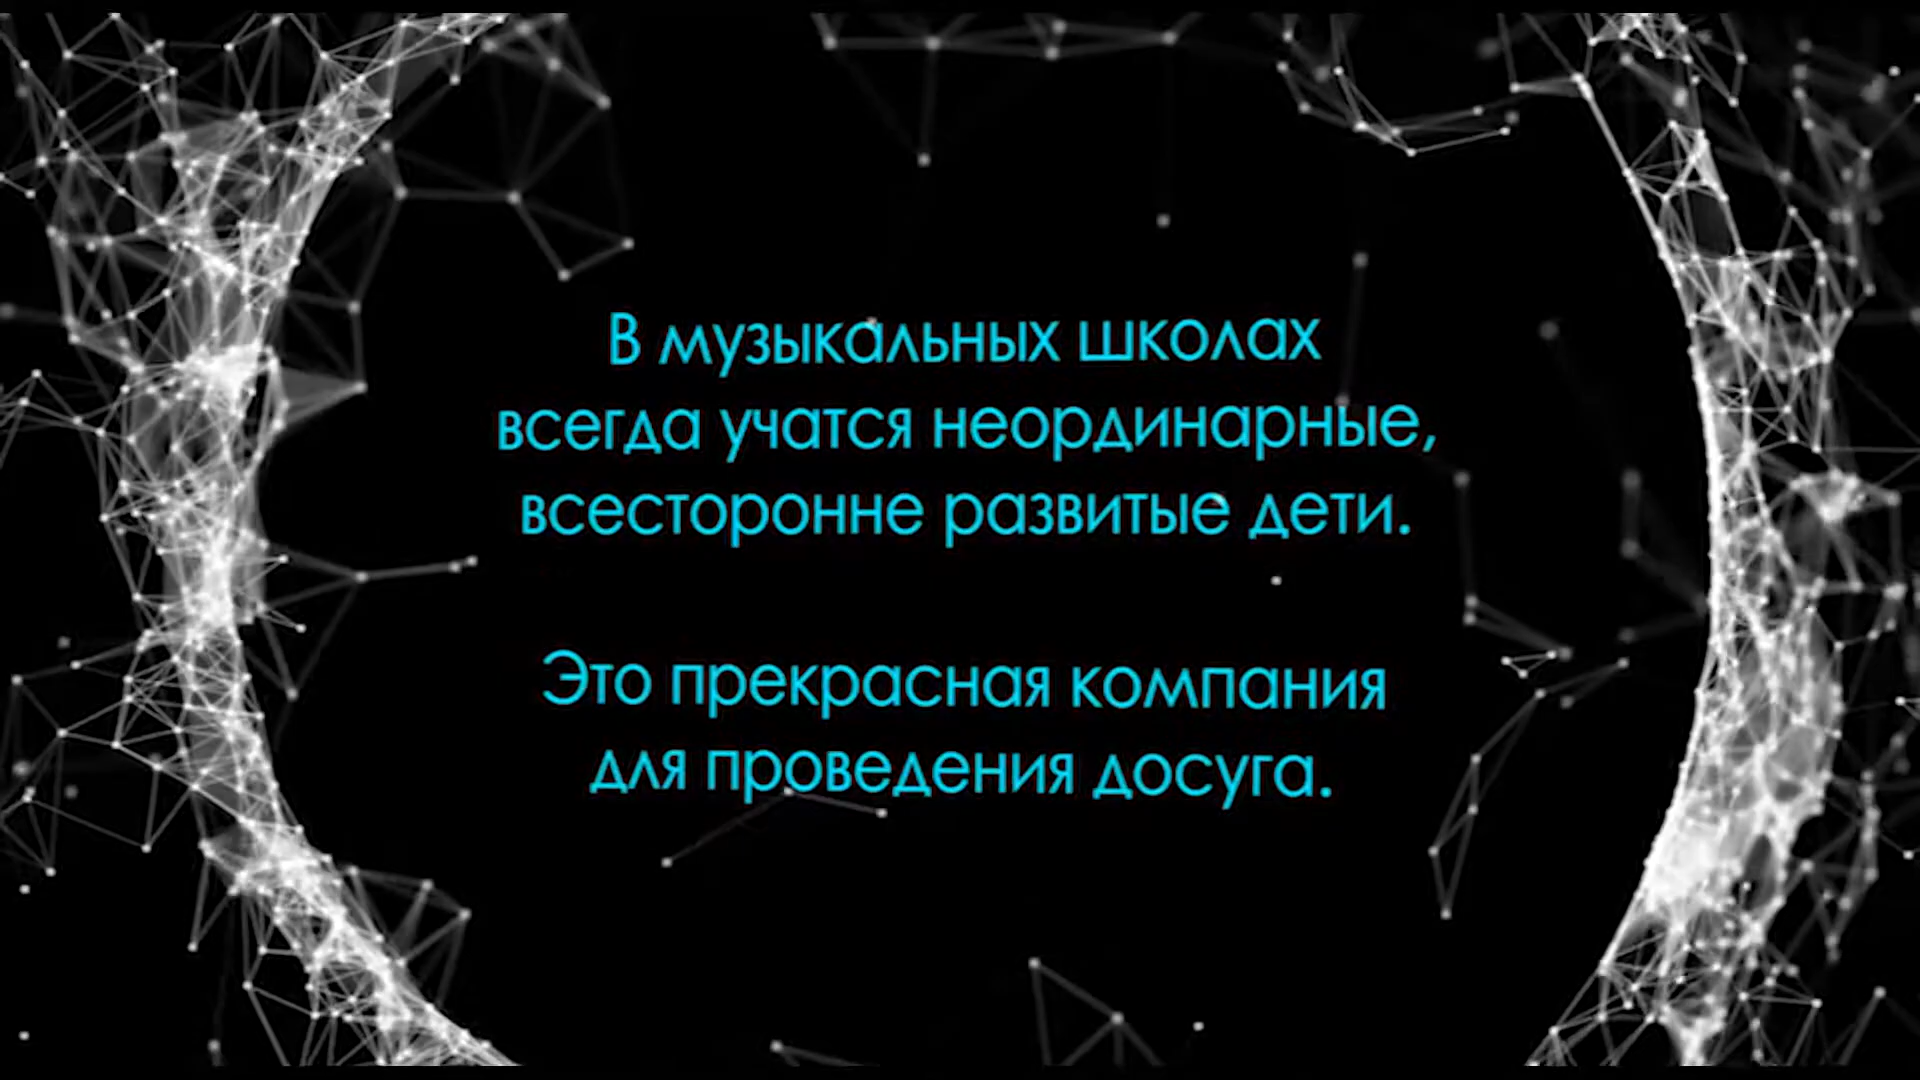 В музыкальных школах
всегда учатся неординарные,
всесторонне развитые дети.
Это прекрасная компания
для проведения досуга.